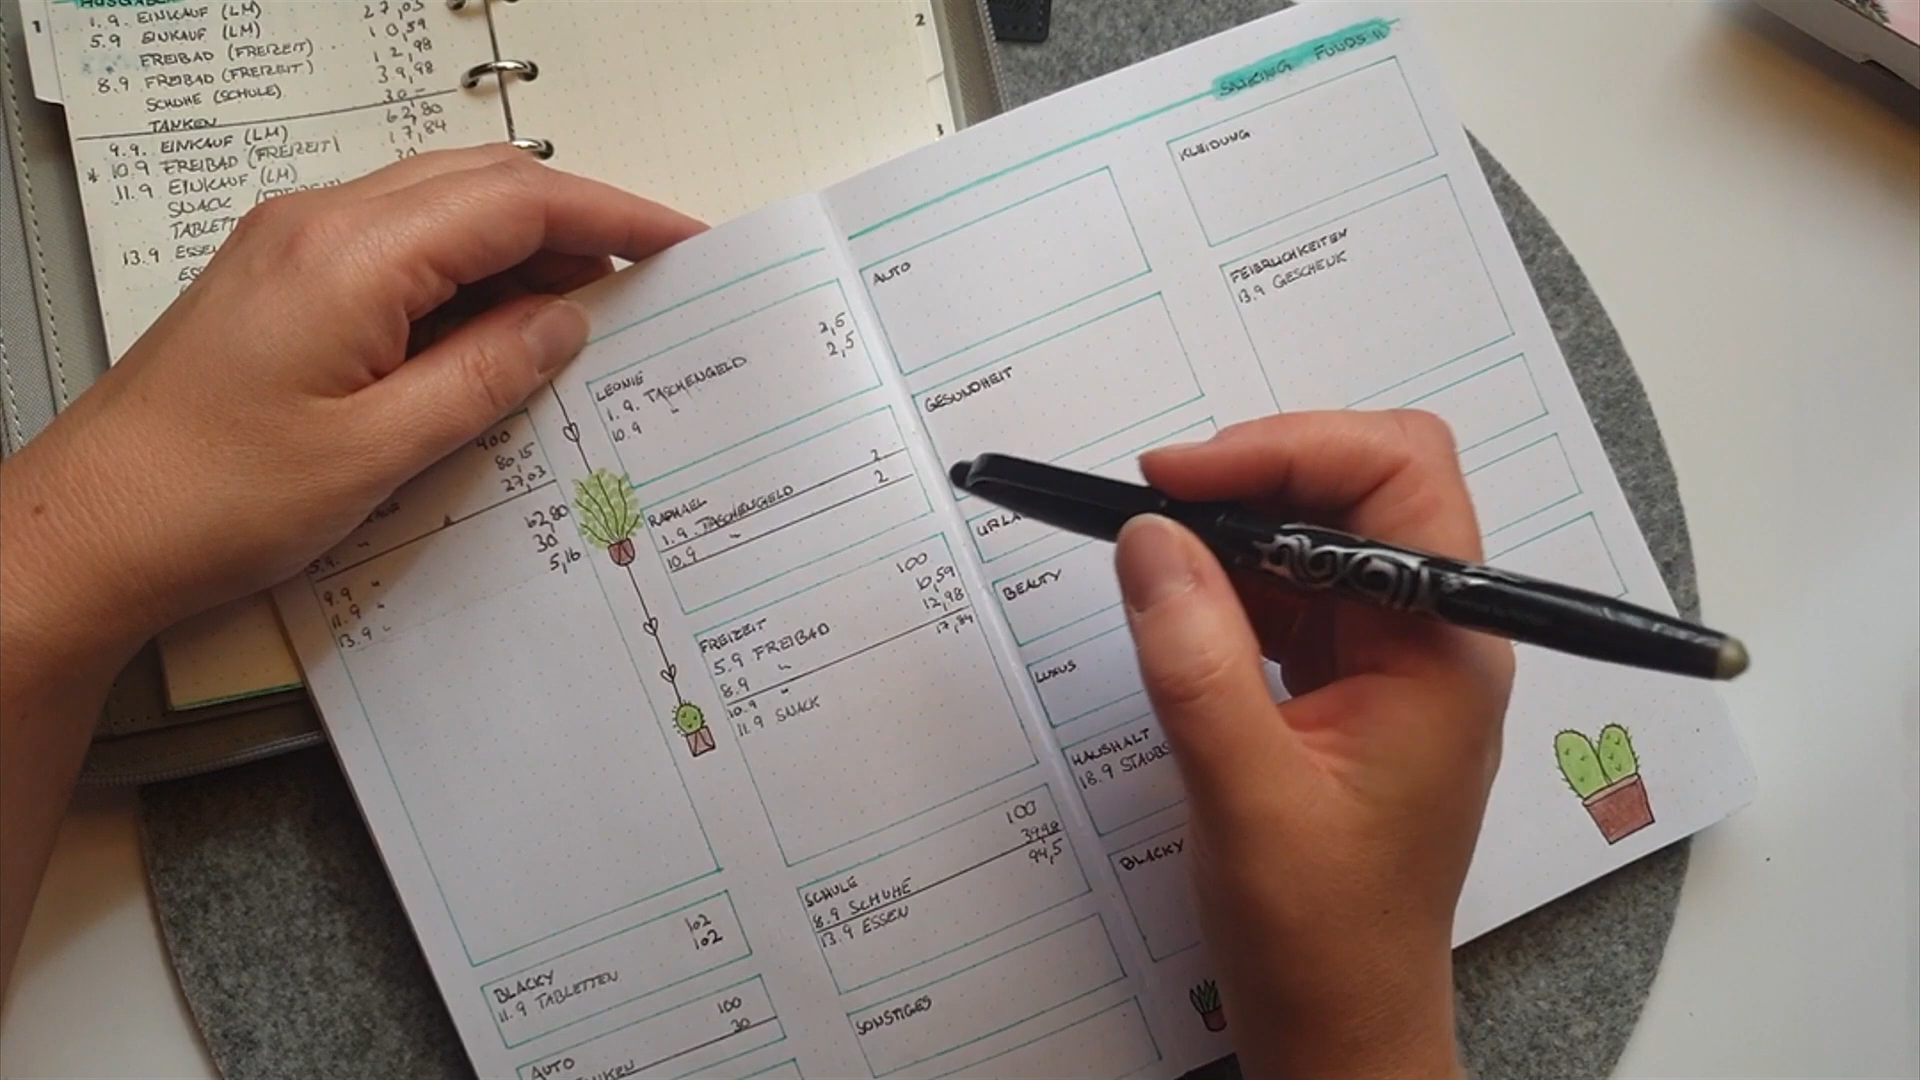 1
1.9. EINKAUF (LM) 27,03
5.9 EINKAUF (LM) 10,59
FREIBAD (FREIZEIT) 12,98
8.9 FREIBAD (FREIZEIT) 39,98
SCHUHE (SCHULE) 30 -
TANKEN 62,80
9.9. EINKAUF (LM) 17,84
* 10.9 FREIBAD (FREIZEIT) 30
11.9 EINKAUF (LM)
SNACK
13.9
2
3
400
80,15
27,03
5.9. "
62,80
9.9 " 30
11.9 " 5,16
13.9 "
BLACKY 102
11.9 TABLETTEN 102
AUTO 100
30
LEONIE 2,5
1.9. TASCHENGELD 2,5
10.9 "
RAPHAEL 2
1.9. TASCHENGELD 2
10.9 "
FREIZEIT 100
5.9 FREIBAD 10,59
8.9 " 12,98
10.9 " 17,84
11.9 SNACK
SCHULE 100
8.9 SCHUHE 39,98
13.9 ESSEN 94,5
SONSTIGES
SINKING FUNDS
AUTO
GESUNDHEIT
BEAUTY
LUXUS
HAUSHALT
18.9
BLACKY
KLEIDUNG
FEIERLICHKEITEN
13.9 GESCHENK